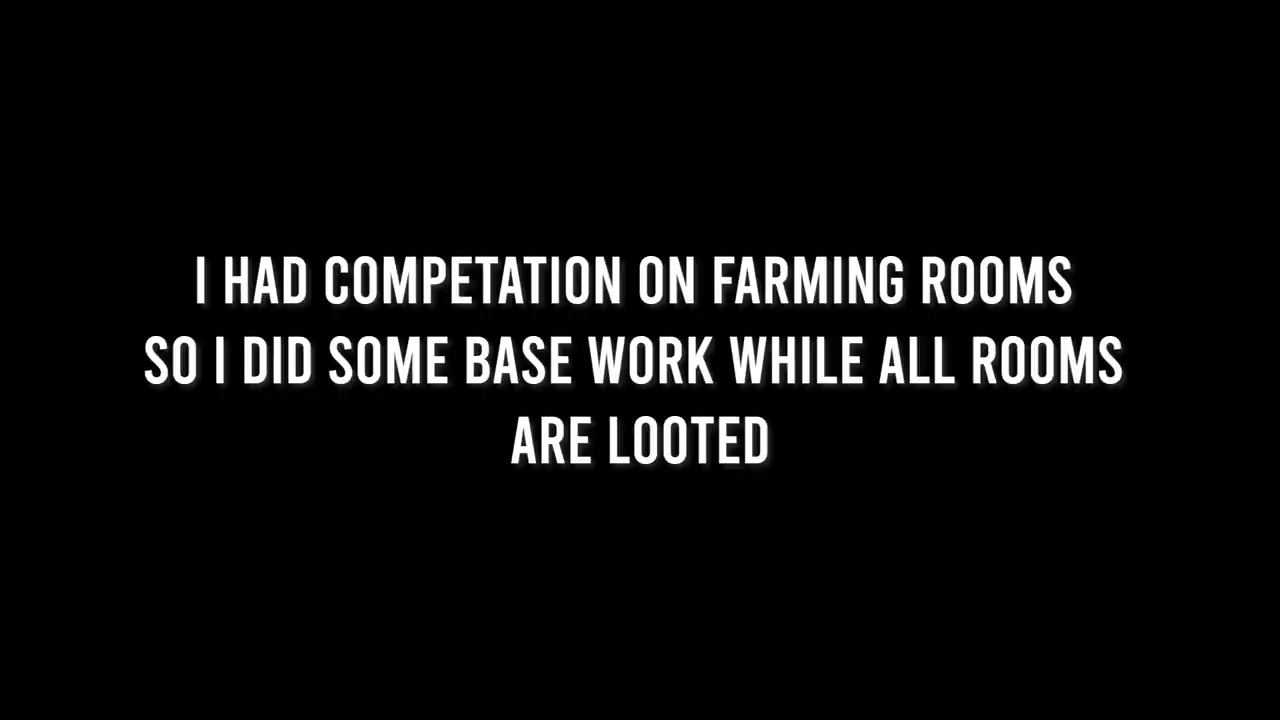 I HAD COMPETATION ON FARMING ROOMS
SO I DID SOME BASE WORK WHILE ALL ROOMS
ARE LOOTED